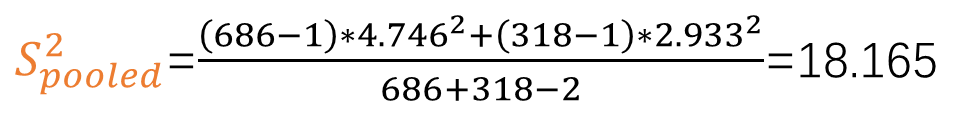 S²pooled = (686−1)*4.746²+(318−1)*2.933² / 686+318−2 = 18.165